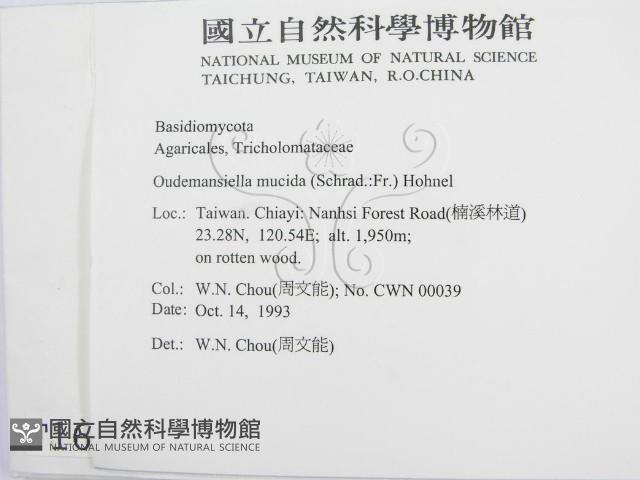 國立自然科學博物館
NATIONAL MUSEUM OF NATURAL SCIENCE
TAICHUNG, TAIWAN, R.O.CHINA
Basidiomycota
Agaricales, Tricholomataceae
Oudemansiella mucida (Schrad.:Fr.) Hohnel
Loc.: Taiwan. Chiayi: Nanhsi Forest Road(楠溪林道)
23.28N, 120.54E; alt. 1,950m;
on rotten wood.
Col.: W.N. Chou(周文能); No. CWN 00039
Date: Oct. 14, 1993
Det.: W.N. Chou(周文能)
16
國立自然科學博物館
NATIONAL MUSEUM OF NATURAL SCIENCE